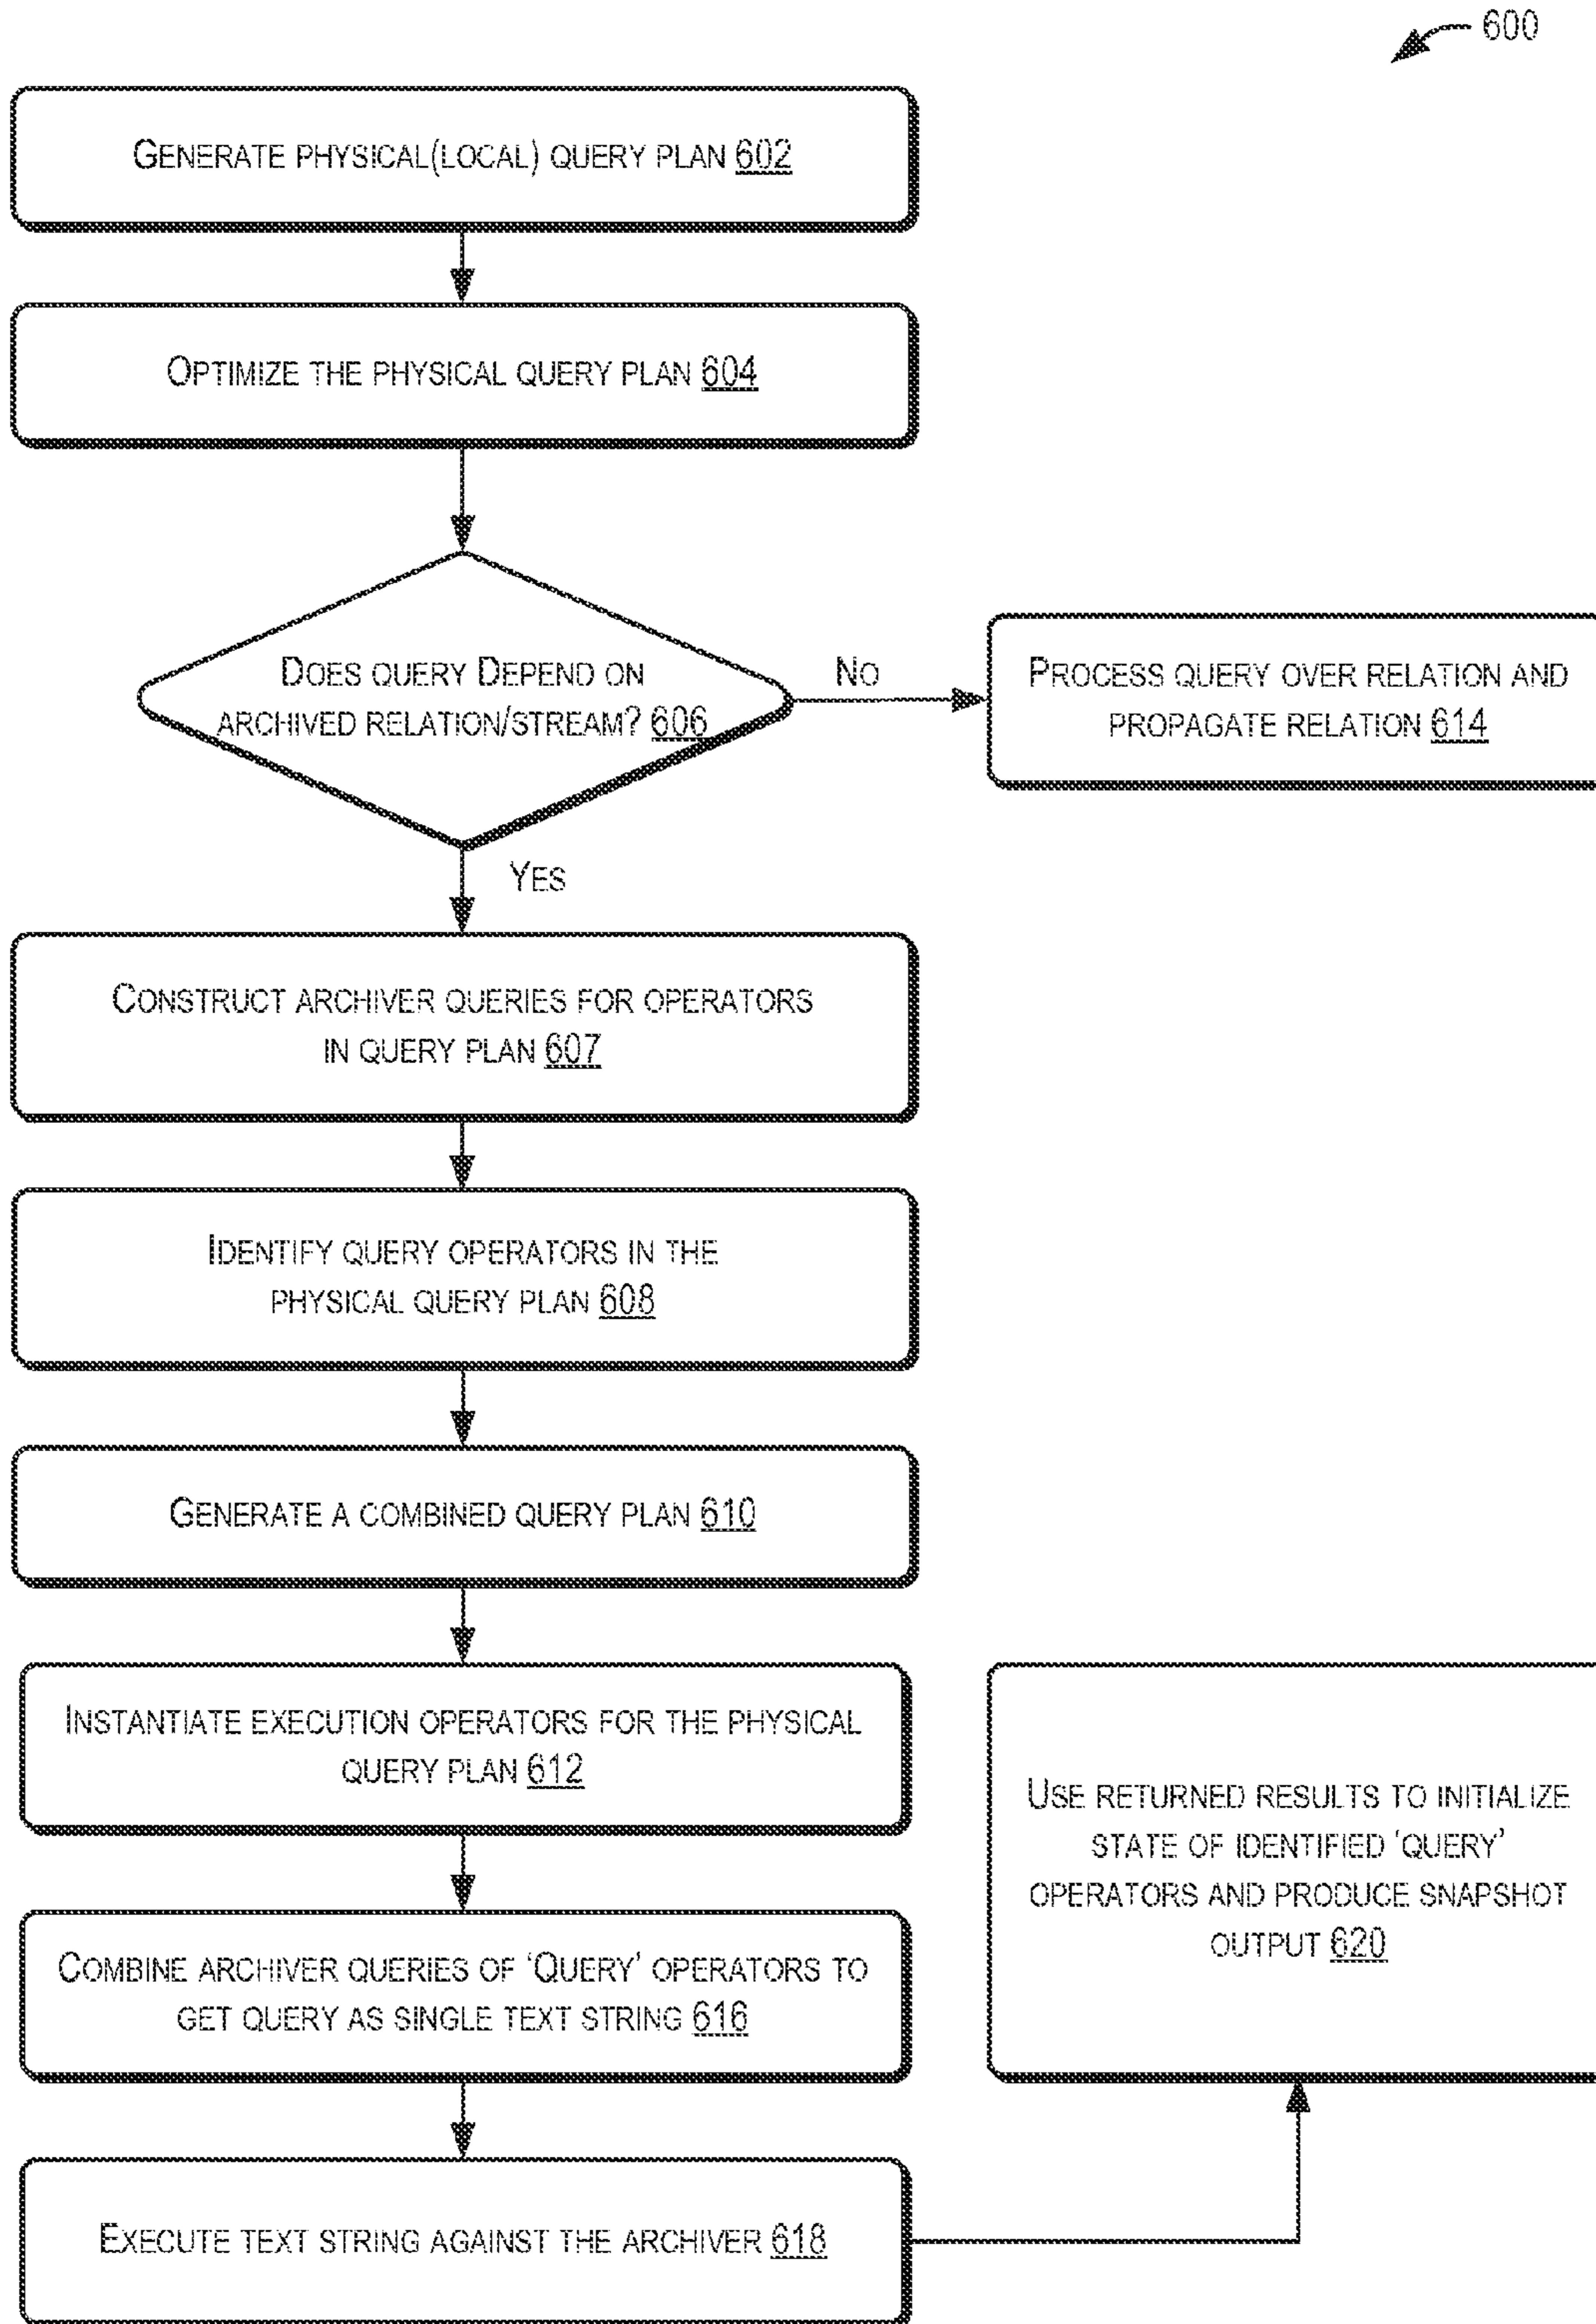 600
GENERATE PHYSICAL(LOCAL) QUERY PLAN 602
OPTIMIZE THE PHYSICAL QUERY PLAN 604
DOES QUERY DEPEND ON
ARCHIVED RELATION/STREAM? 606
NO
PROCESS QUERY OVER RELATION AND
PROPAGATE RELATION 614
YES
CONSTRUCT ARCHIVER QUERIES FOR OPERATORS
IN QUERY PLAN 607
IDENTIFY QUERY OPERATORS IN THE
PHYSICAL QUERY PLAN 608
GENERATE A COMBINED QUERY PLAN 610
INSTANTIATE EXECUTION OPERATORS FOR THE PHYSICAL
QUERY PLAN 612
COMBINE ARCHIVER QUERIES OF ‘QUERY’ OPERATORS TO
GET QUERY AS SINGLE TEXT STRING 616
EXECUTE TEXT STRING AGAINST THE ARCHIVER 618
USE RETURNED RESULTS TO INITIALIZE
STATE OF IDENTIFIED ‘QUERY’
OPERATORS AND PRODUCE SNAPSHOT
OUTPUT 620